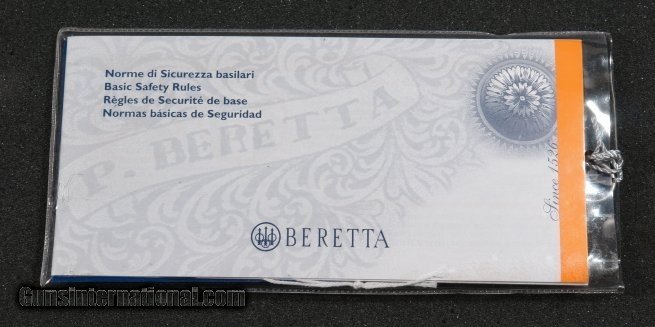 Norme di Sicurezza basilari
Basic Safety Rules
Règles de Securité de base
Normas básicas de Seguridad
P. BERETTA
Since 1526
BERETTA
GunsInternational.com